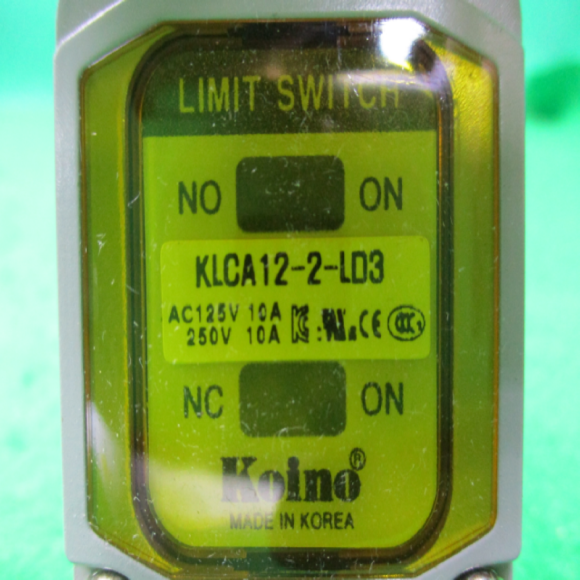 LIMIT SWITCH
NO ON
KLCA12-2-LD3
AC125V 10A
250V 10A
NC ON
Koino®
MADE IN KOREA